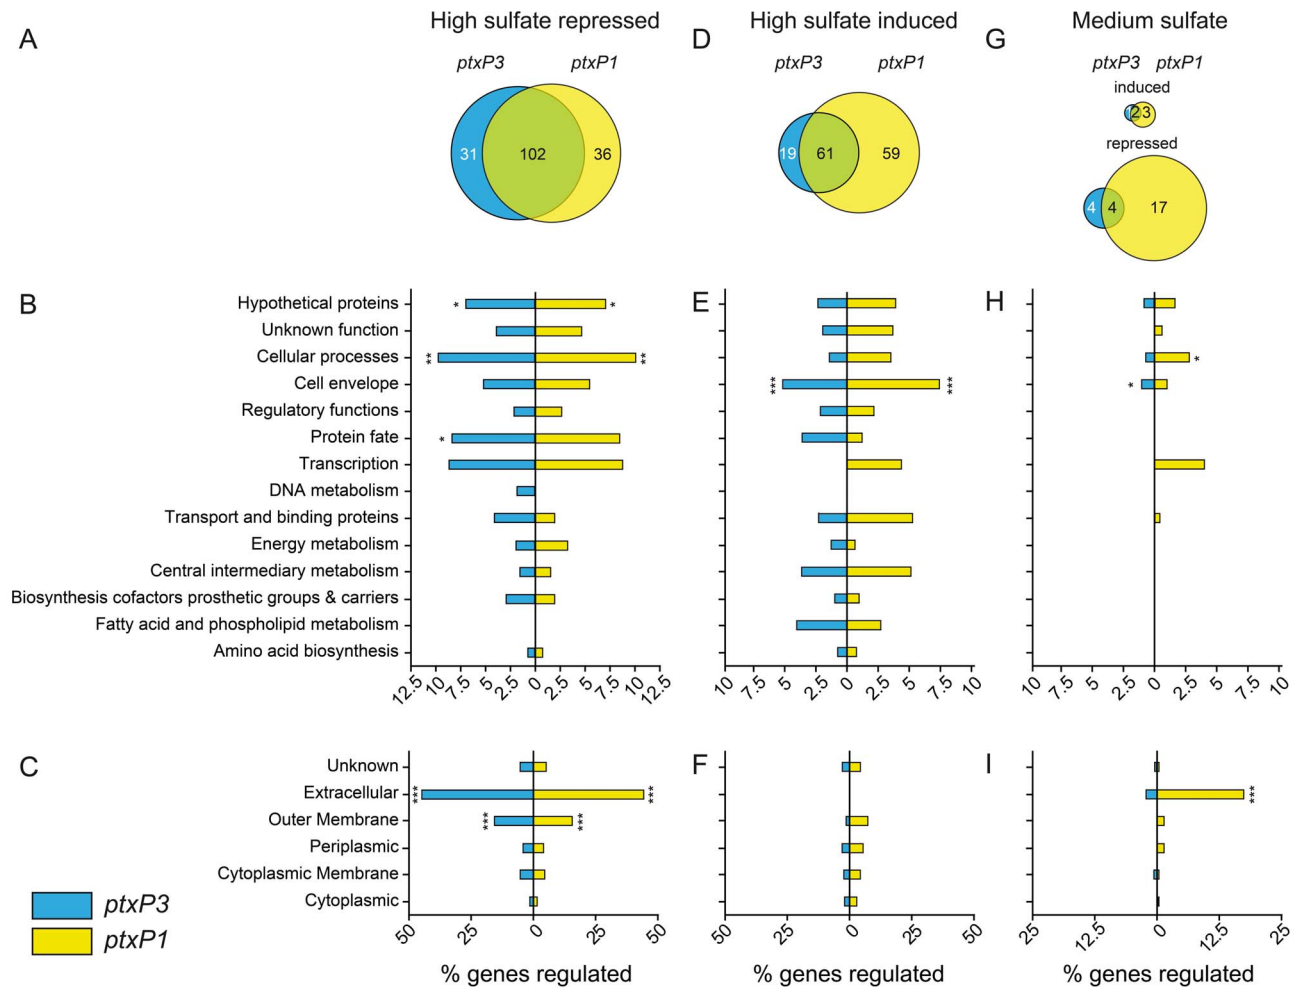 A
High sulfate repressed
ptxP3 ptxP1
31 102 36
D
High sulfate induced
ptxP3 ptxP1
19 61 59
G
Medium sulfate
ptxP3 ptxP1
induced
2 3
repressed
4 4 17
B
Hypothetical proteins * *
Unknown function
Cellular processes ** **
Cell envelope
Regulatory functions
Protein fate *
Transcription
DNA metabolism
Transport and binding proteins
Energy metabolism
Central intermediary metabolism
Biosynthesis cofactors prosthetic groups & carriers
Fatty acid and phospholipid metabolism
Amino acid biosynthesis
12.5 10 7.5 5 2.5 0 2.5 5 7.5 10 12.5
E
*** ***
10 7.5 5 2.5 0 2.5 5 7.5 10
H
*
*
10 7.5 5 2.5 0 2.5 5 7.5 10
C
Unknown
Extracellular *** ***
Outer Membrane *** ***
Periplasmic
Cytoplasmic Membrane
Cytoplasmic
50 25 0 25 50
% genes regulated
F
50 25 0 25 50
I
***
25 12.5 0 12.5 25
% genes regulated
ptxP3
ptxP1